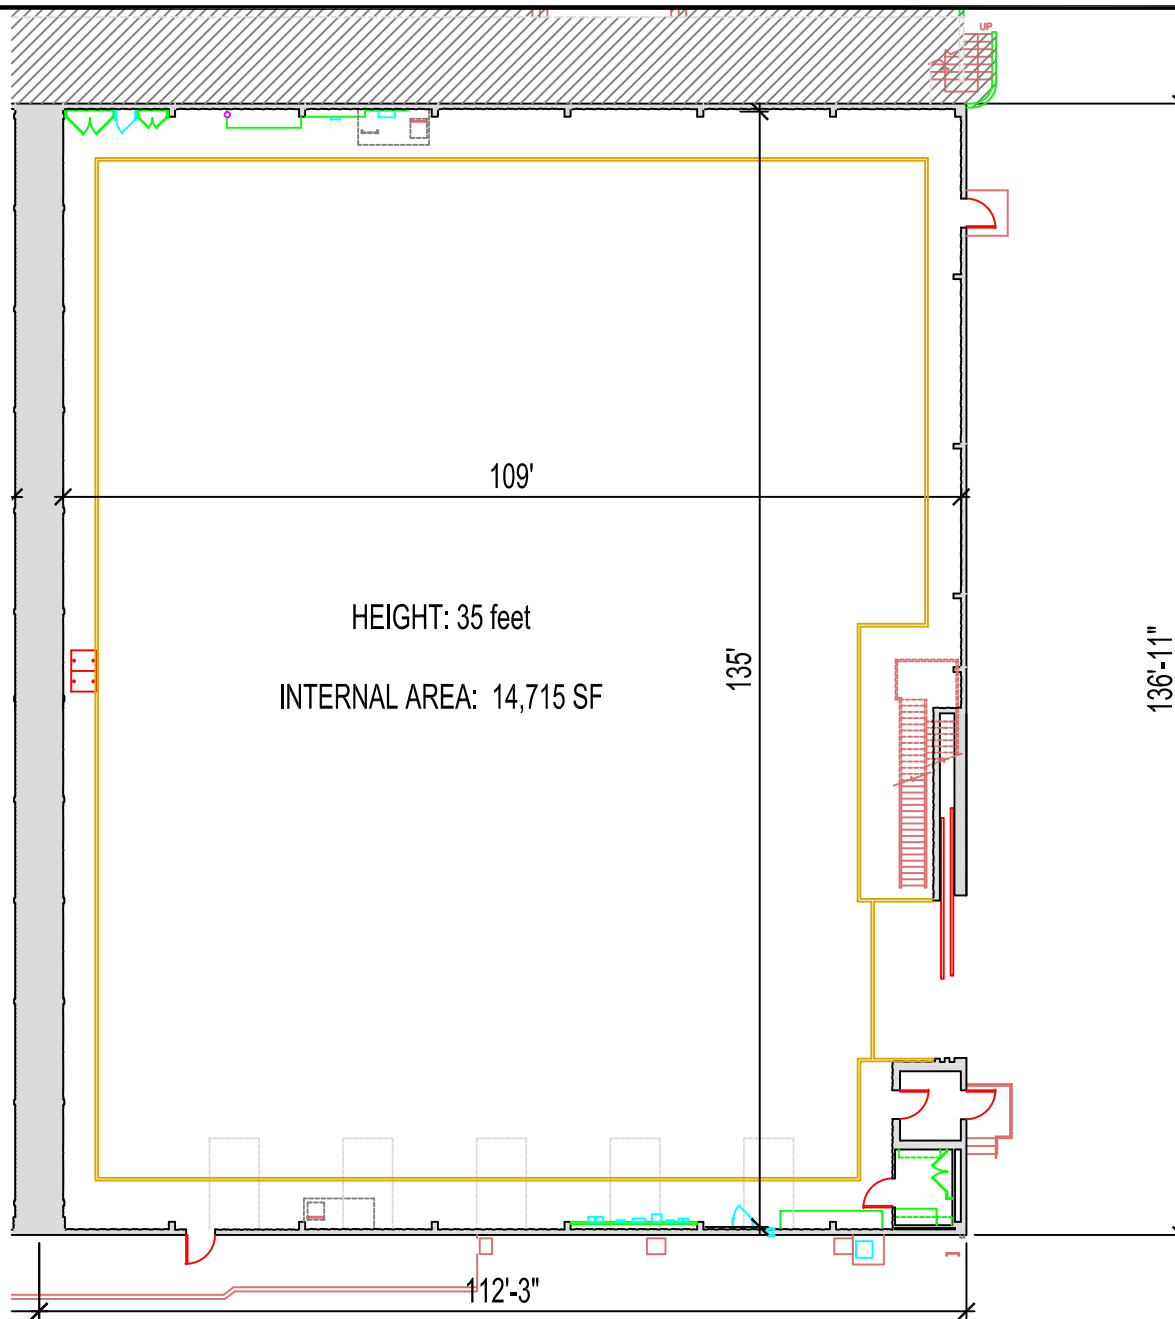 UP
109'
HEIGHT: 35 feet
135'
136'-11"
INTERNAL AREA: 14,715 SF
112'-3"